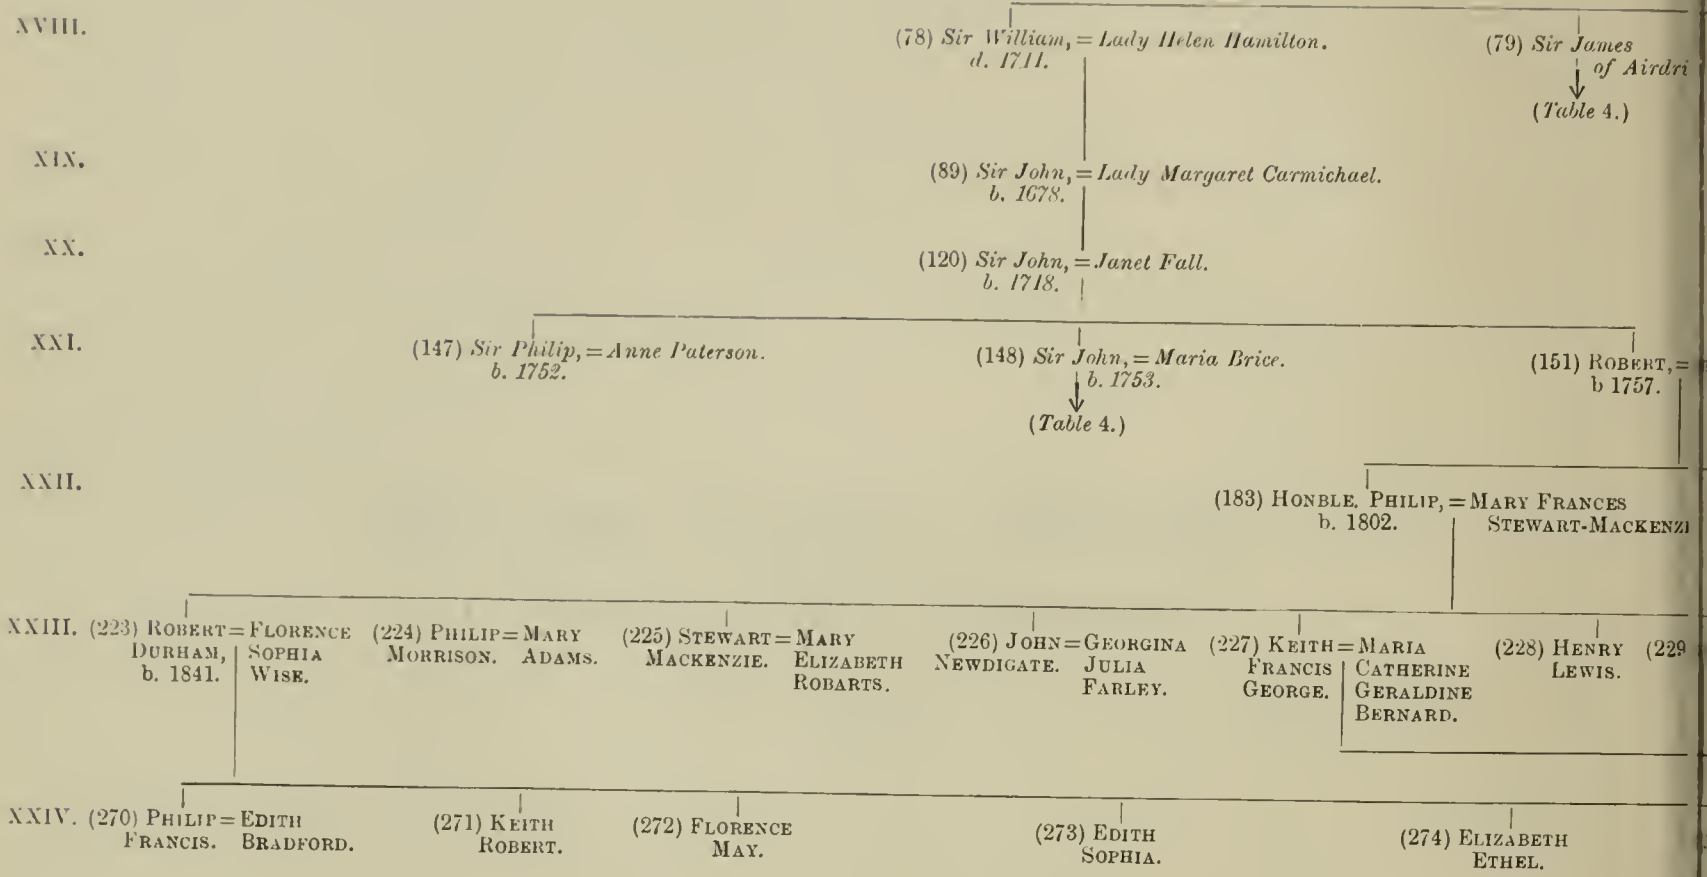 XVIII.
(78) Sir William, = Lady Helen Hamilton.
d. 1711.
(79) Sir James
of Airdri
(Table 4.)
XIX.
(89) Sir John, = Lady Margaret Carmichael.
b. 1678.
XX.
(120) Sir John, = Janet Fall.
b. 1718.
XXI.
(147) Sir Philip, = Anne Paterson.
b. 1752.
(148) Sir John, = Maria Brice.
b. 1753.
(Table 4.)
(151) ROBERT, =
b 1757.
XXII.
(183) HONBLE. PHILIP, = MARY FRANCES
b. 1802. STEWART-MACKENZI
XXIII. (223) ROBERT = FLORENCE
DURHAM, SOPHIA
b. 1841. WISE.
(224) PHILIP = MARY
MORRISON. ADAMS.
(225) STEWART = MARY
MACKENZIE. ELIZABETH
ROBARTS.
(226) JOHN = GEORGINA
NEWDIGATE. JULIA
FARLEY.
(227) KEITH = MARIA
FRANCIS CATHERINE
GEORGE. GERALDINE
BERNARD.
(228) HENRY
LEWIS.
(229
XXIV. (270) PHILIP = EDITH
FRANCIS. BRADFORD.
(271) KEITH
ROBERT.
(272) FLORENCE
MAY.
(273) EDITH
SOPHIA.
(274) ELIZABETH
ETHEL.